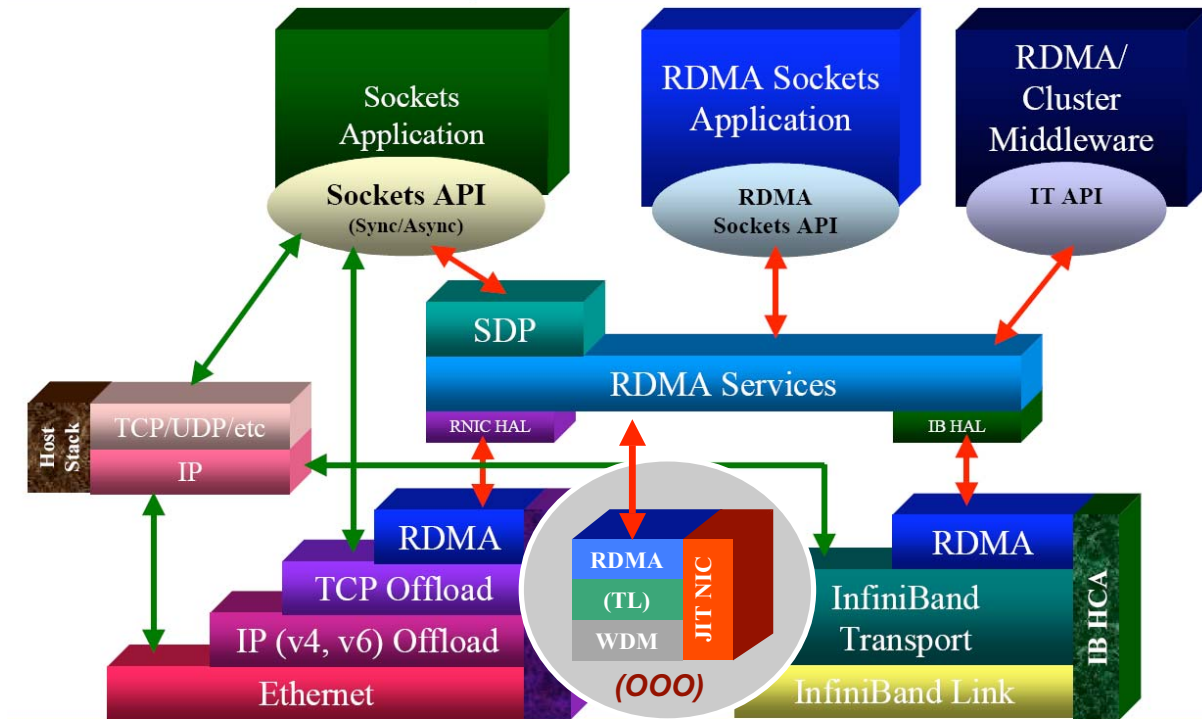 Sockets
Application
Sockets API
(Sync/Async)
RDMA Sockets
Application
RDMA
Sockets API
RDMA/
Cluster
Middleware
IT API
SDP
RDMA Services
RNIC HAL
IB HAL
Host
Stack
TCP/UDP/etc
IP
RDMA
TCP Offload
IP (v4, v6) Offload
Ethernet
RDMA
(TL)
WDM
JIT NIC
(OOO)
RDMA
InfiniBand
Transport
InfiniBand Link
IB HCA